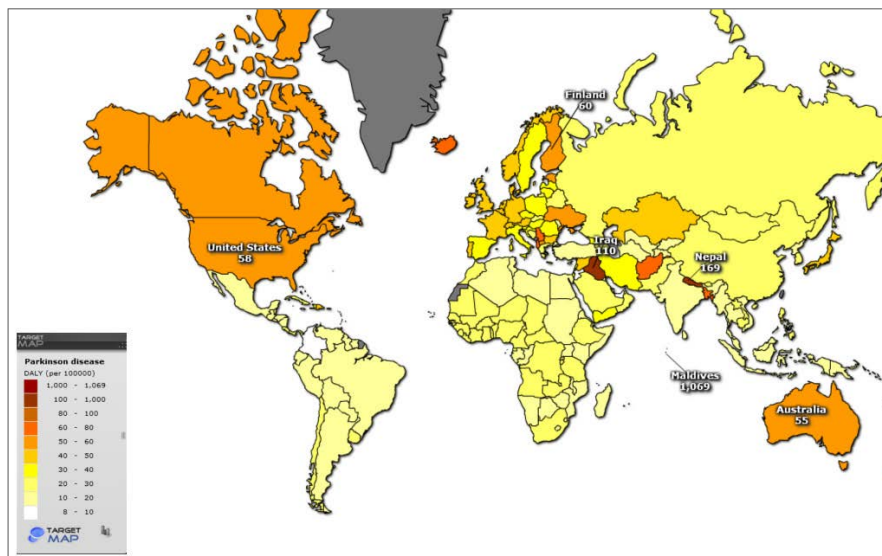 Finland
60
United States
58
Iraq
110
Nepal
169
Maldives
1,069
Australia
55
TARGET
MAP
Parkinson disease
DALY (per 100000)
1,000 - 1,069
100 - 1,000
80 - 100
60 - 80
50 - 60
40 - 50
30 - 40
20 - 30
10 - 20
8 - 10
TARGET
MAP